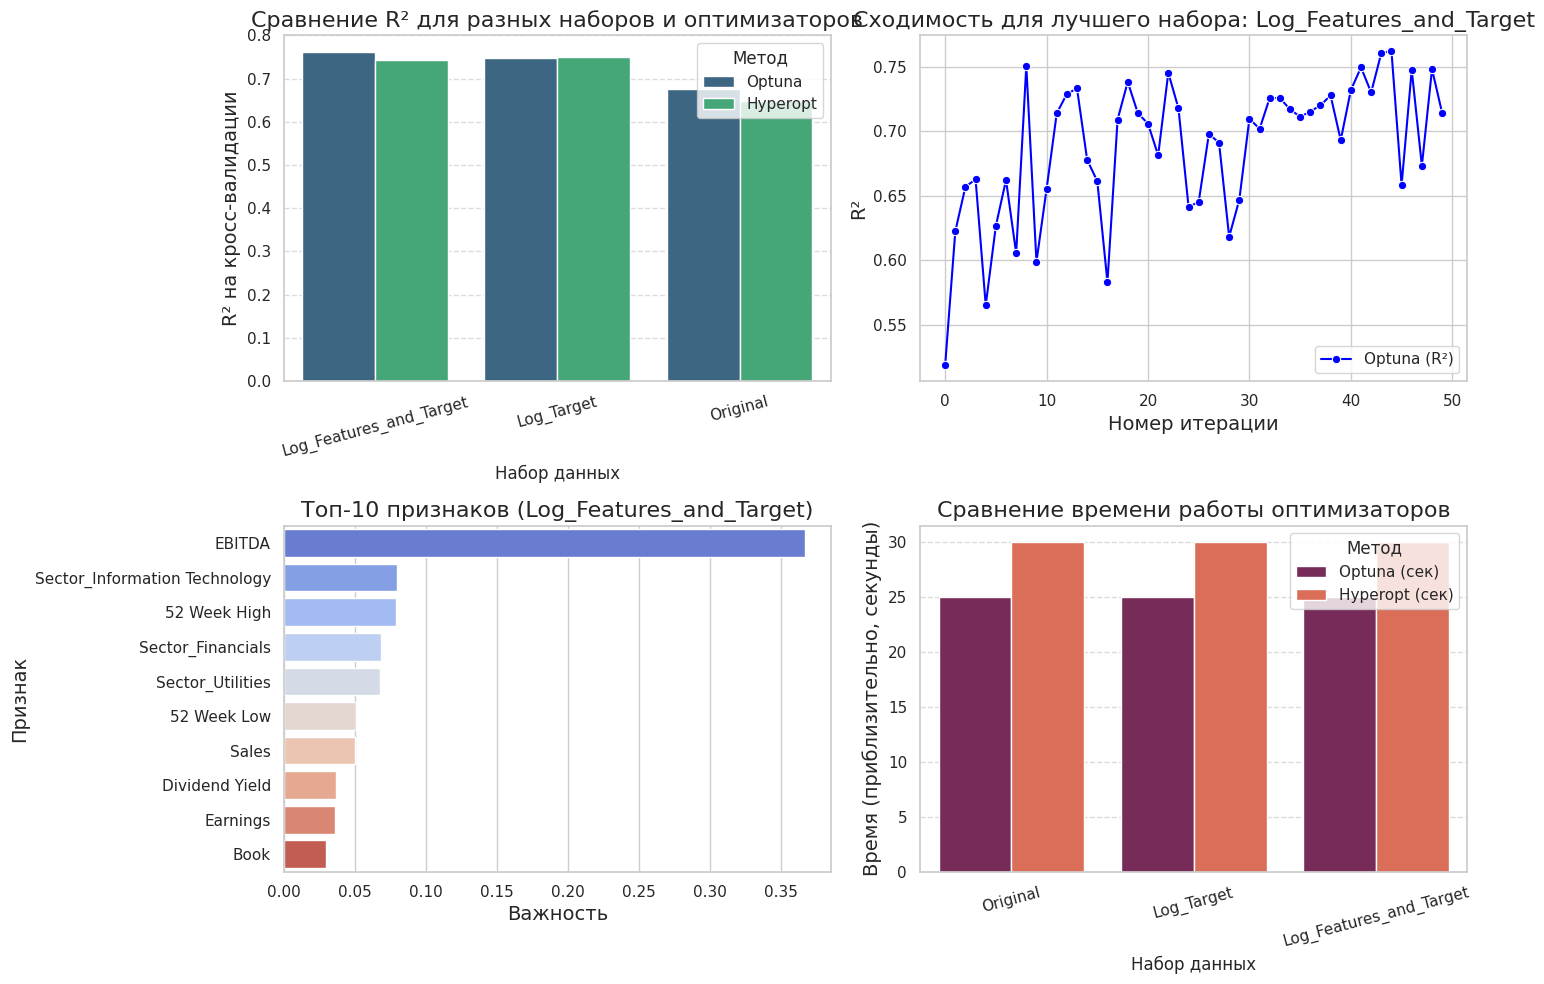 Сравнение R² для разных наборов и оптимизаторов
R² на кросс-валидации
0.8
0.7
0.6
0.5
0.4
0.3
0.2
0.1
0.0
Метод
Optuna
Hyperopt
Log_Features_and_Target
Log_Target
Original
Набор данных
Сходимость для лучшего набора: Log_Features_and_Target
R²
0.75
0.70
0.65
0.60
0.55
Optuna (R²)
0 10 20 30 40 50
Номер итерации
Топ-10 признаков (Log_Features_and_Target)
Признак
EBITDA
Sector_Information Technology
52 Week High
Sector_Financials
Sector_Utilities
52 Week Low
Sales
Dividend Yield
Earnings
Book
0.00 0.05 0.10 0.15 0.20 0.25 0.30 0.35
Важность
Сравнение времени работы оптимизаторов
Время (приблизительно, секунды)
30
25
20
15
10
5
0
Метод
Optuna (сек)
Hyperopt (сек)
Original
Log_Target
Log_Features_and_Target
Набор данных